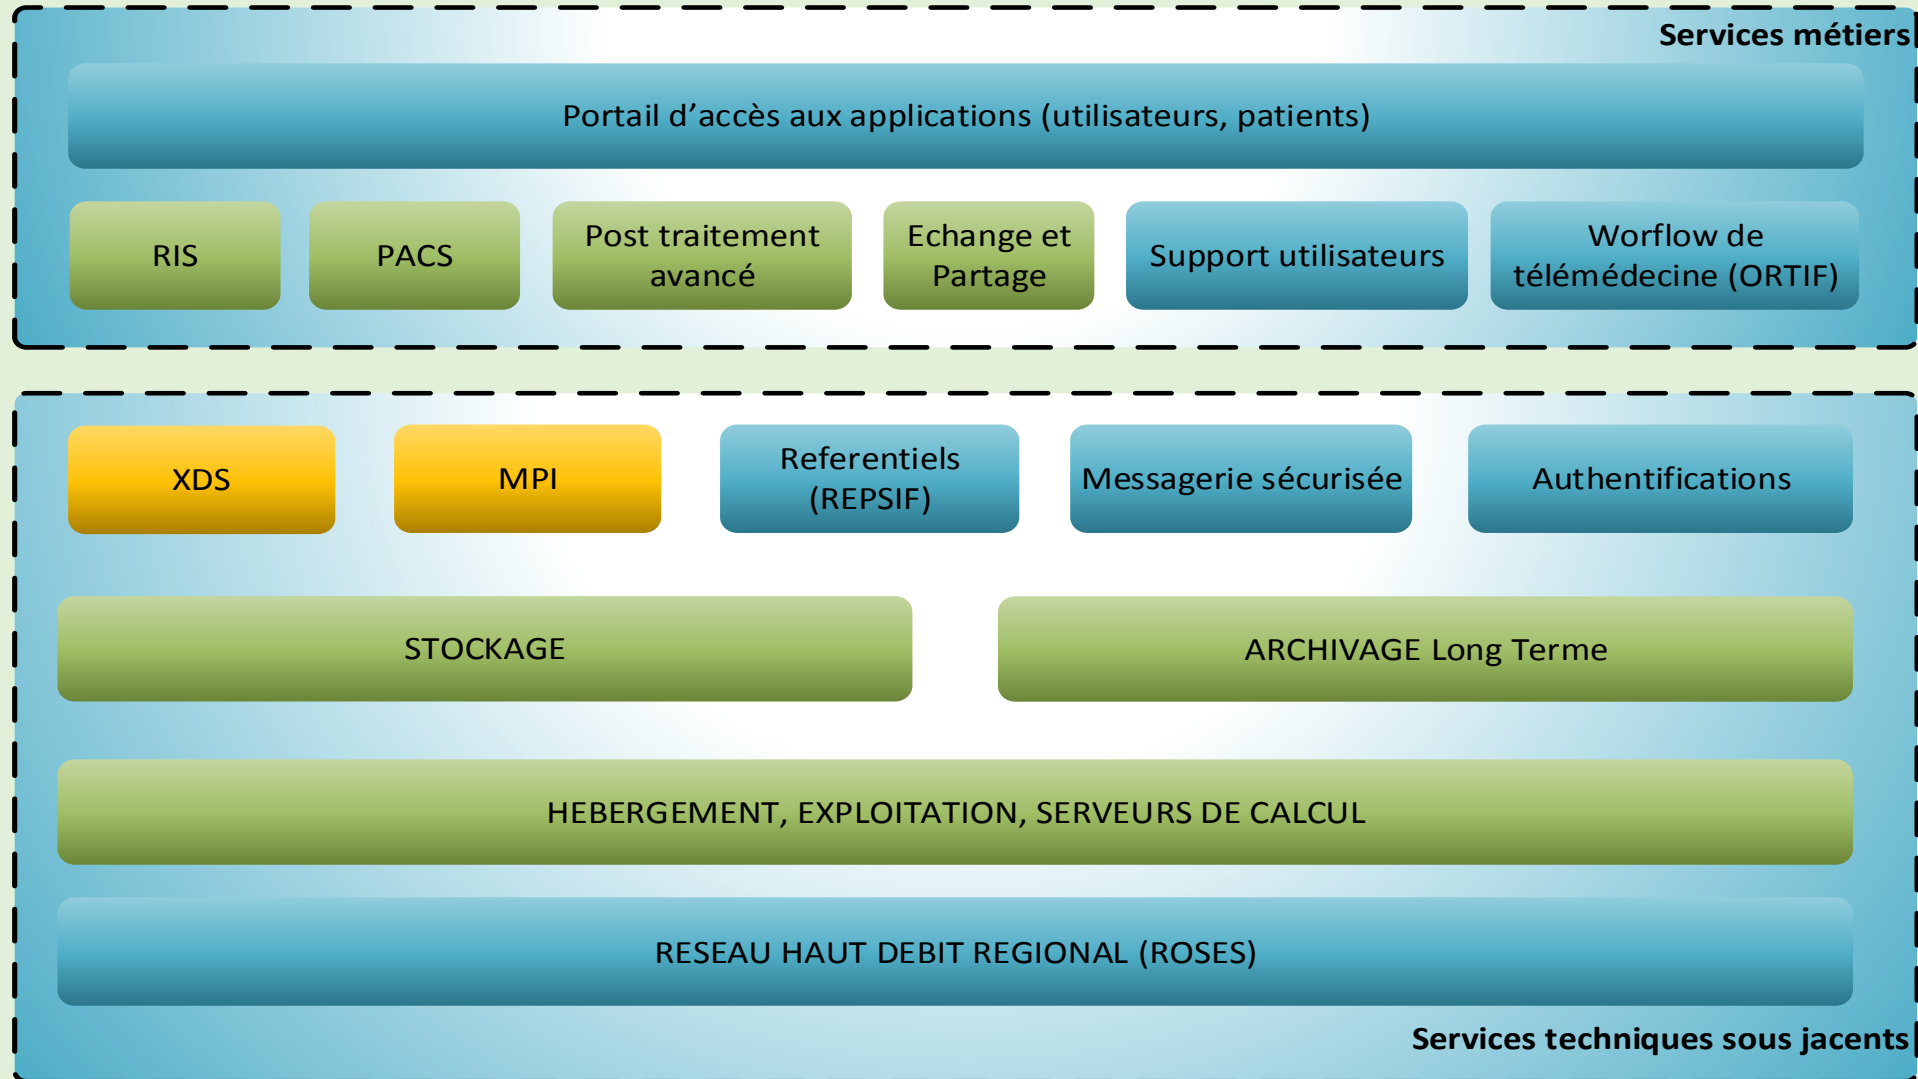 Services métiers
Portail d'accès aux applications (utilisateurs, patients)
RIS
PACS
Post traitement
avancé
Echange et
Partage
Support utilisateurs
Worflow de
télémédecine (ORTIF)
XDS
MPI
Referentiels
(REPSIF)
Messagerie sécurisée
Authentifications
STOCKAGE
ARCHIVAGE Long Terme
HEBERGEMENT, EXPLOITATION, SERVEURS DE CALCUL
RESEAU HAUT DEBIT REGIONAL (ROSES)
Services techniques sous jacents